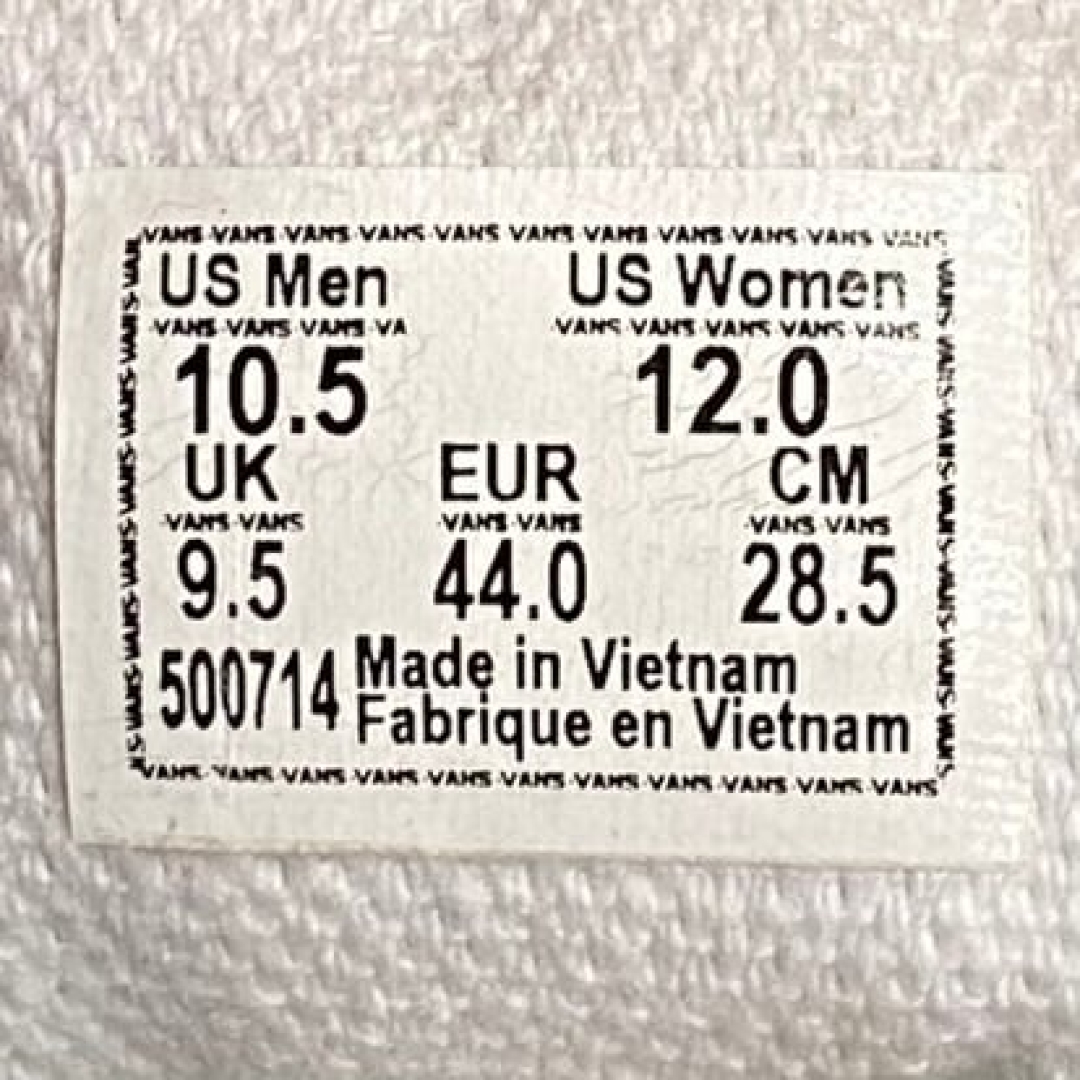 VANS VANS VANS VANS VANS VANS VANS VANS VANS VANS VANS
US Men US Women
VANS VANS VANS VA VANS VANS VANS VANS VANS
10.5 12.0
UK EUR CM
VANS VANS VANS VANS VANS VANS
9.5 44.0 28.5
500714 Made in Vietnam
Fabrique en Vietnam
VANS VANS VANS VANS VANS VANS VANS VANS VANS VANS VANS